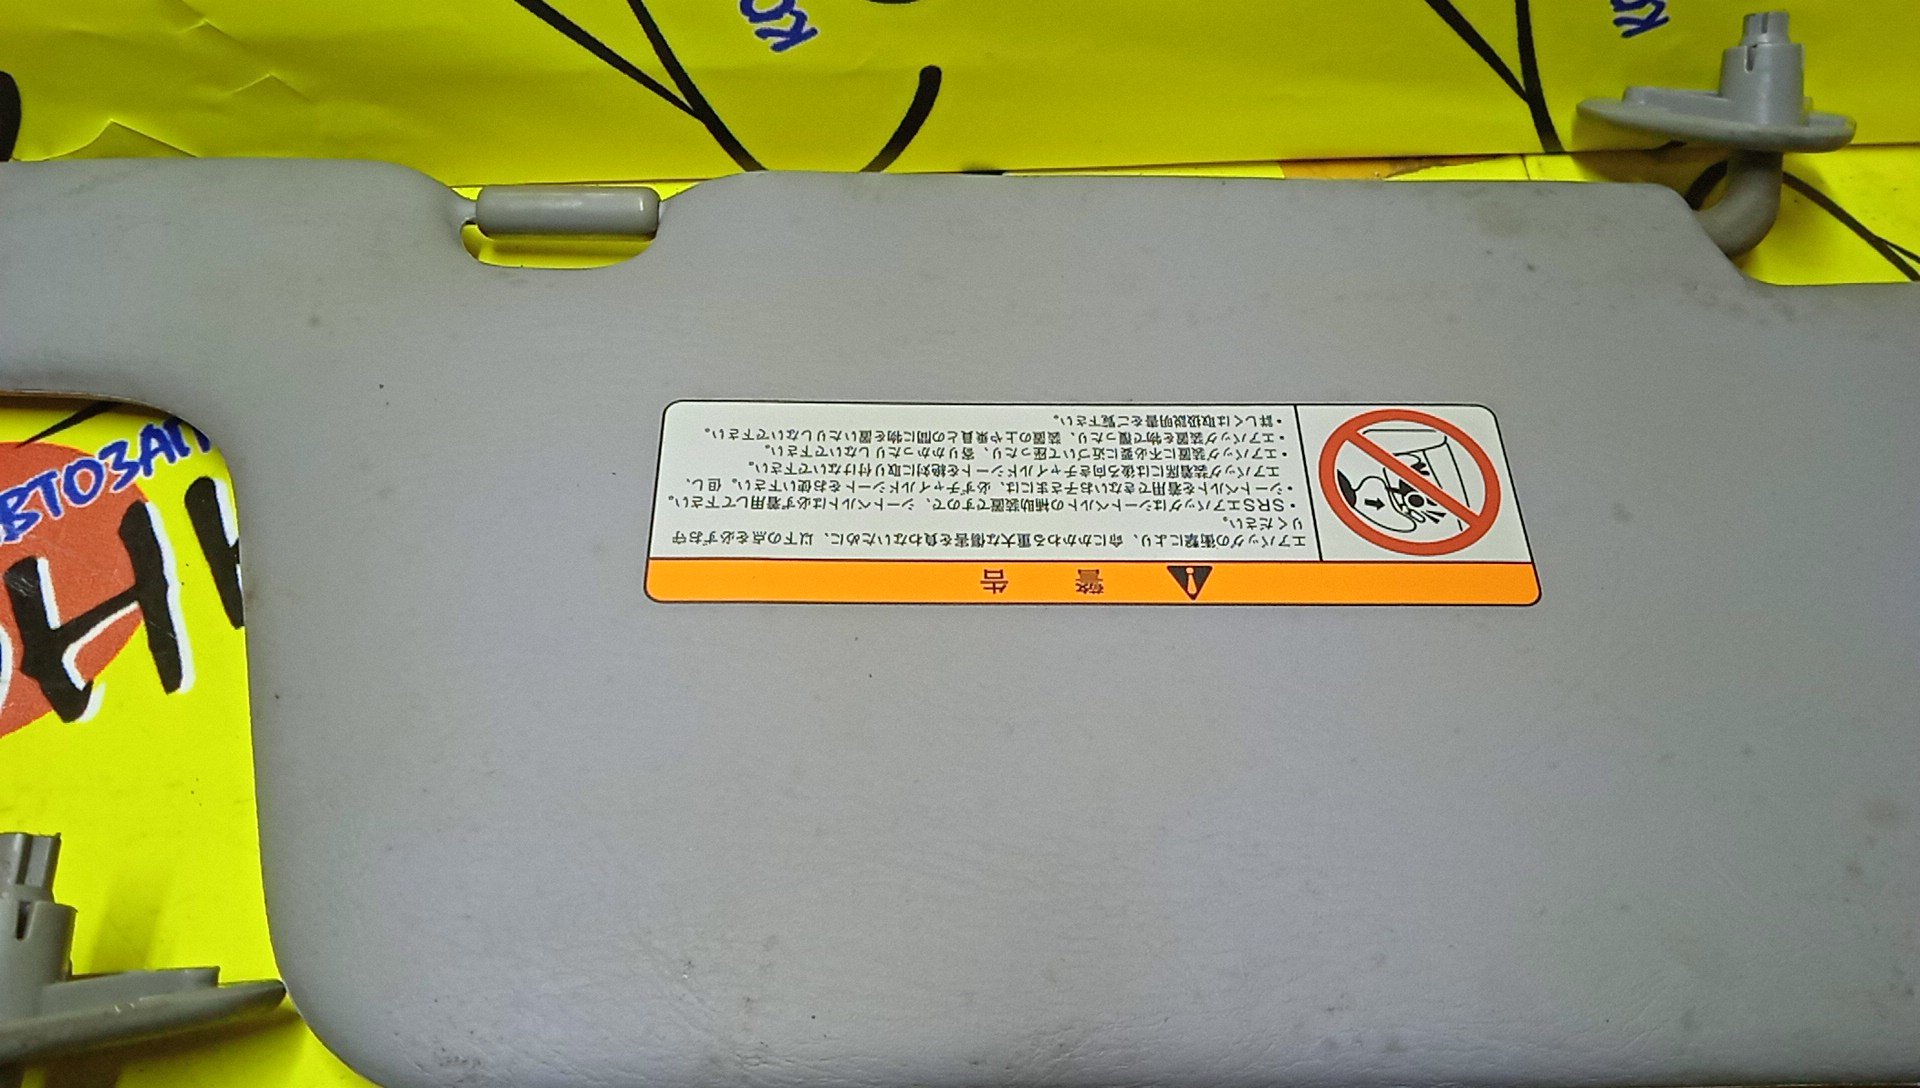 警告
エアバッグの衝撃により、命にかかわる重大な傷害を負わないために、以下の点を必ずお守
りください。
・SRSエアバッグはシートベルトの補助装置ですので、シートベルトは必ず着用して下さい。
・シートベルトを着用できないお子さまには、必ずチャイルドシートをお使い下さい。但し、
エアバッグ装着席には後ろ向きチャイルドシートを絶対に取り付けないで下さい。
・エアバッグ装置に不必要に近づいて座ったり、寄りかかったりしないで下さい。
・エアバッグ装置を物で覆ったり、装置の上や乗員との間に物を置いたりしないで下さい。
・詳しくは取扱説明書をご覧下さい。
КО
КО
ВТОЗАП
НН